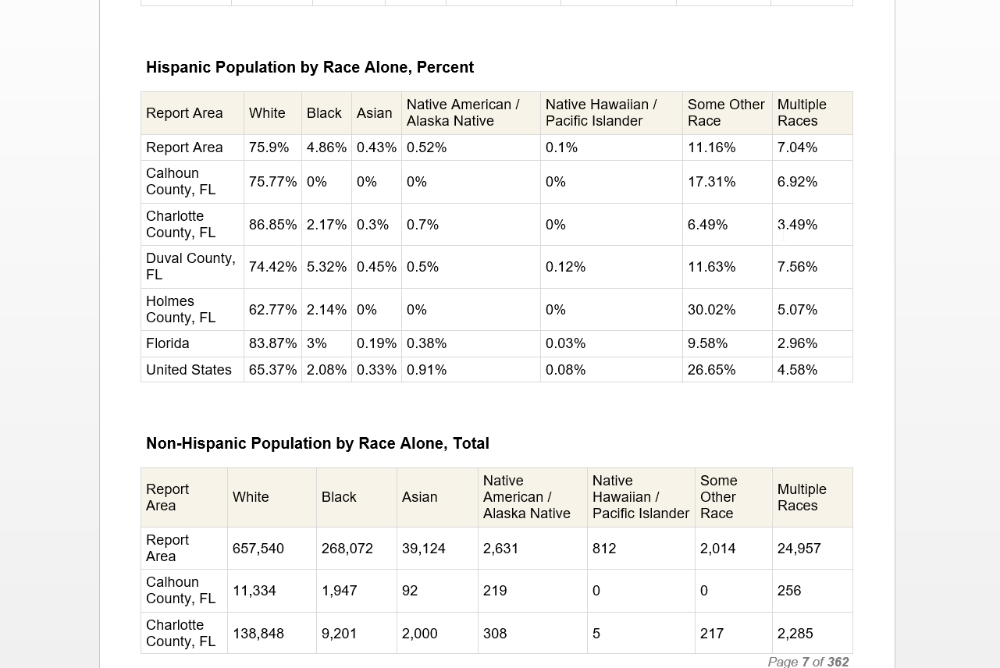 Hispanic Population by Race Alone, Percent
Report Area White Black Asian Native American / Alaska Native Native Hawaiian / Pacific Islander Some Other Race Multiple Races
Report Area 75.9% 4.86% 0.43% 0.52% 0.1% 11.16% 7.04%
Calhoun County, FL 75.77% 0% 0% 0% 0% 17.31% 6.92%
Charlotte County, FL 86.85% 2.17% 0.3% 0.7% 0% 6.49% 3.49%
Duval County, FL 74.42% 5.32% 0.45% 0.5% 0.12% 11.63% 7.56%
Holmes County, FL 62.77% 2.14% 0% 0% 0% 30.02% 5.07%
Florida 83.87% 3% 0.19% 0.38% 0.03% 9.58% 2.96%
United States 65.37% 2.08% 0.33% 0.91% 0.08% 26.65% 4.58%
Non-Hispanic Population by Race Alone, Total
Report Area White Black Asian Native American / Alaska Native Native Hawaiian / Pacific Islander Some Other Race Multiple Races
Report Area 657,540 268,072 39,124 2,631 812 2,014 24,957
Calhoun County, FL 11,334 1,947 92 219 0 0 256
Charlotte County, FL 138,848 9,201 2,000 308 5 217 2,285
Page 7 of 362